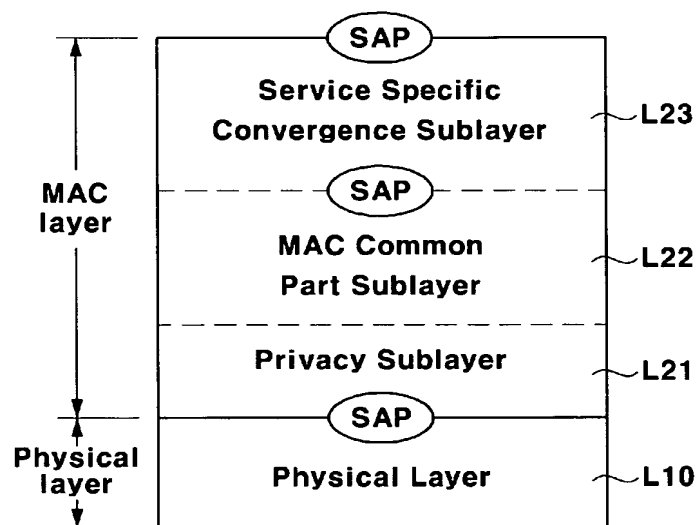 SAP
Service Specific
Convergence Sublayer
L23
MAC
layer
SAP
MAC Common
Part Sublayer
L22
Privacy Sublayer
L21
SAP
Physical
layer
Physical Layer
L10